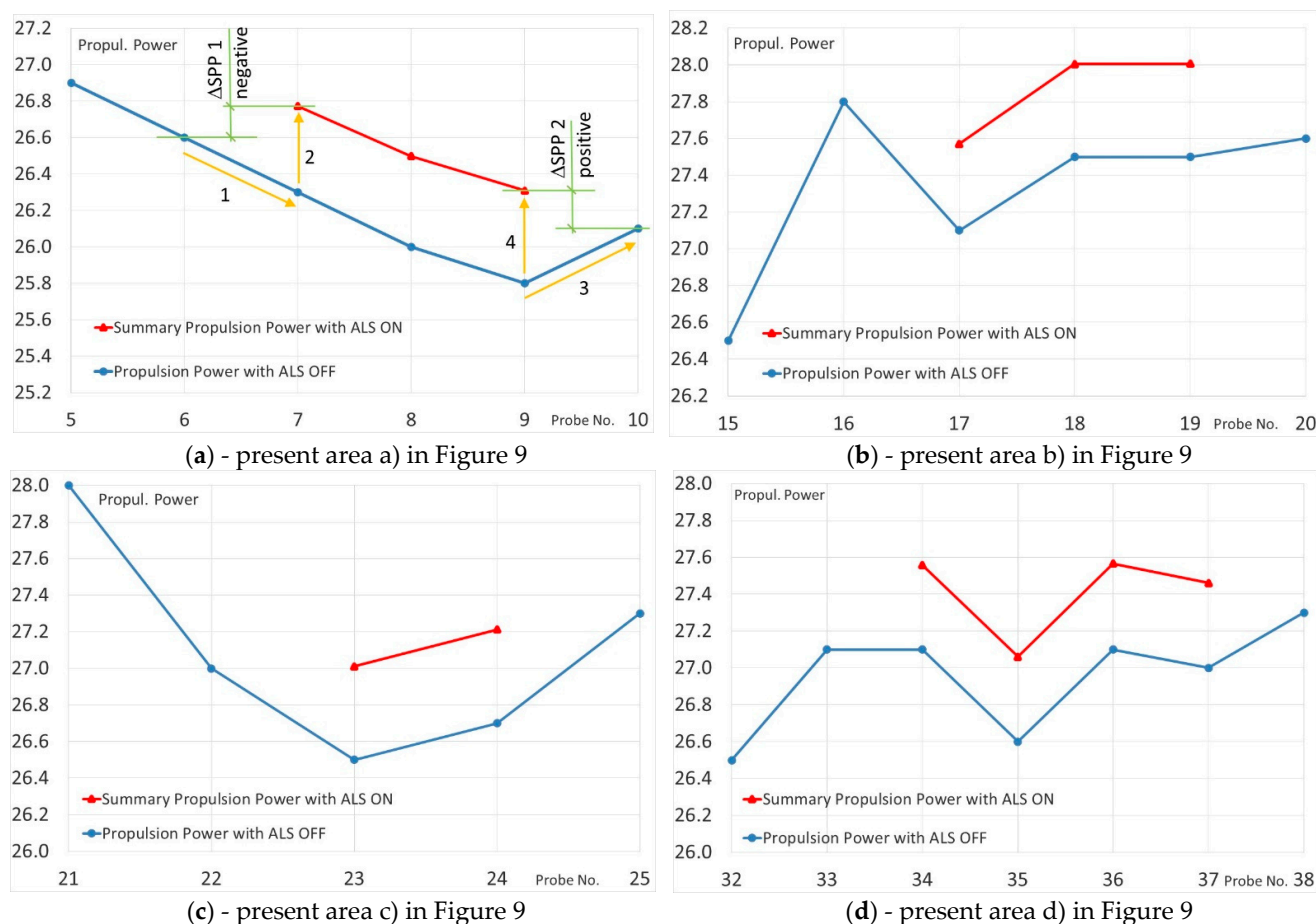 Propul. Power
27.2
27.0
26.8
26.6
26.4
26.2
26.0
25.8
25.6
25.4
25.2
ΔSPP 1
negative
ΔSPP 2
positive
1
2
3
4
Summary Propulsion Power with ALS ON
Propulsion Power with ALS OFF
5 6 7 8 9 Probe No. 10
(a) - present area a) in Figure 9
Propul. Power
28.2
28.0
27.8
27.6
27.4
27.2
27.0
26.8
26.6
26.4
26.2
Summary Propulsion Power with ALS ON
Propulsion Power with ALS OFF
15 16 17 18 19 Probe No. 20
(b) - present area b) in Figure 9
Propul. Power
28.0
27.8
27.6
27.4
27.2
27.0
26.8
26.6
26.4
26.2
26.0
Summary Propulsion Power with ALS ON
Propulsion Power with ALS OFF
21 22 23 24 Probe No. 25
(c) - present area c) in Figure 9
Propul. Power
28.0
27.8
27.6
27.4
27.2
27.0
26.8
26.6
26.4
26.2
26.0
Summary Propulsion Power with ALS ON
Propulsion Power with ALS OFF
32 33 34 35 36 37 Probe No. 38
(d) - present area d) in Figure 9